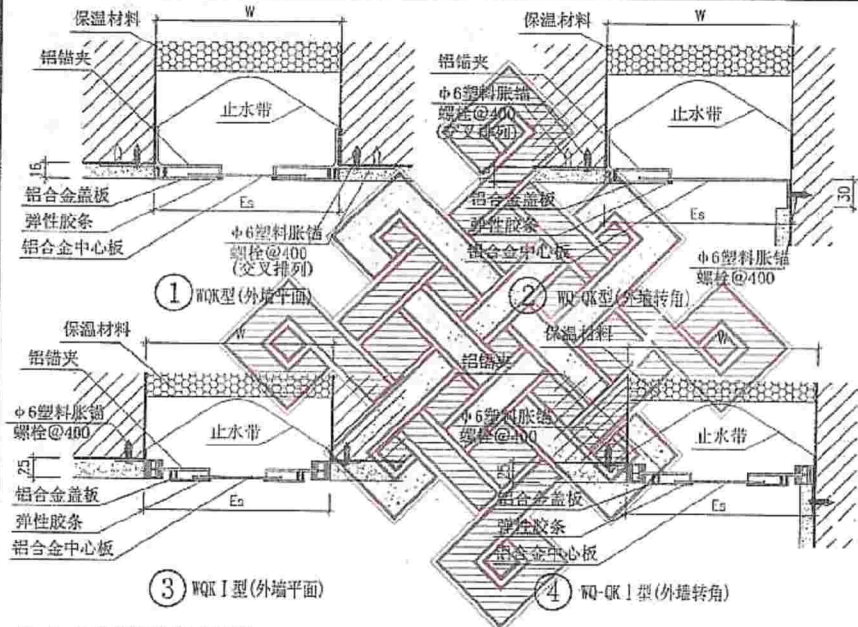 保温材料
W
铝锚夹
止水带
16
铝合金盖板
弹性胶条
铝合金中心板
Es
φ6塑料胀锚
螺栓@400
(交叉排列)
① WQK型(外墙平面)
保温材料
W
铝锚夹
φ6塑料胀锚
螺栓@400
(交叉排列)
止水带
铝合金盖板
弹性胶条
铝合金中心板
Es
30
φ6塑料胀锚
螺栓@400
② WQ-QK型(外墙转角)
保温材料
W
铝锚夹
φ6塑料胀锚
螺栓@400
止水带
25
铝合金盖板
弹性胶条
铝合金中心板
Es
③ WQKⅠ型(外墙平面)
保温材料
W
铝锚夹
φ6塑料胀锚
螺栓@400
止水带
25
铝合金盖板
弹性胶条
铝合金中心板
Es
④ WQ-QKⅠ型(外墙转角)